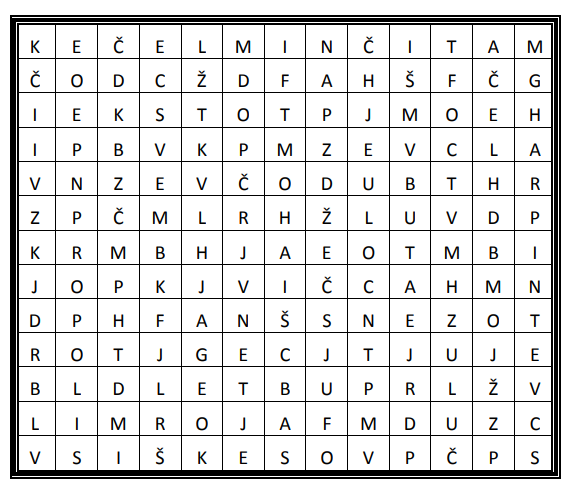 K E Č E L M I N Č I T A M
Č O D C Ž D F A H Š F Č G
I E K S T O T P J M O E H
I P B V K P M Z E V C L A
V N Z E V Č O D U B T H R
Z P Č M L R H Ž L U V D P
K R M B H J A E O T M B I
J O P K J V I Č C A H M N
D P H F A N Š S N E Z O T
R O T J G E C J T J U J E
B L D L E T B U P R L Ž V
L I M R O J A F M D U Z C
V S I Š K E S O V P Č P S